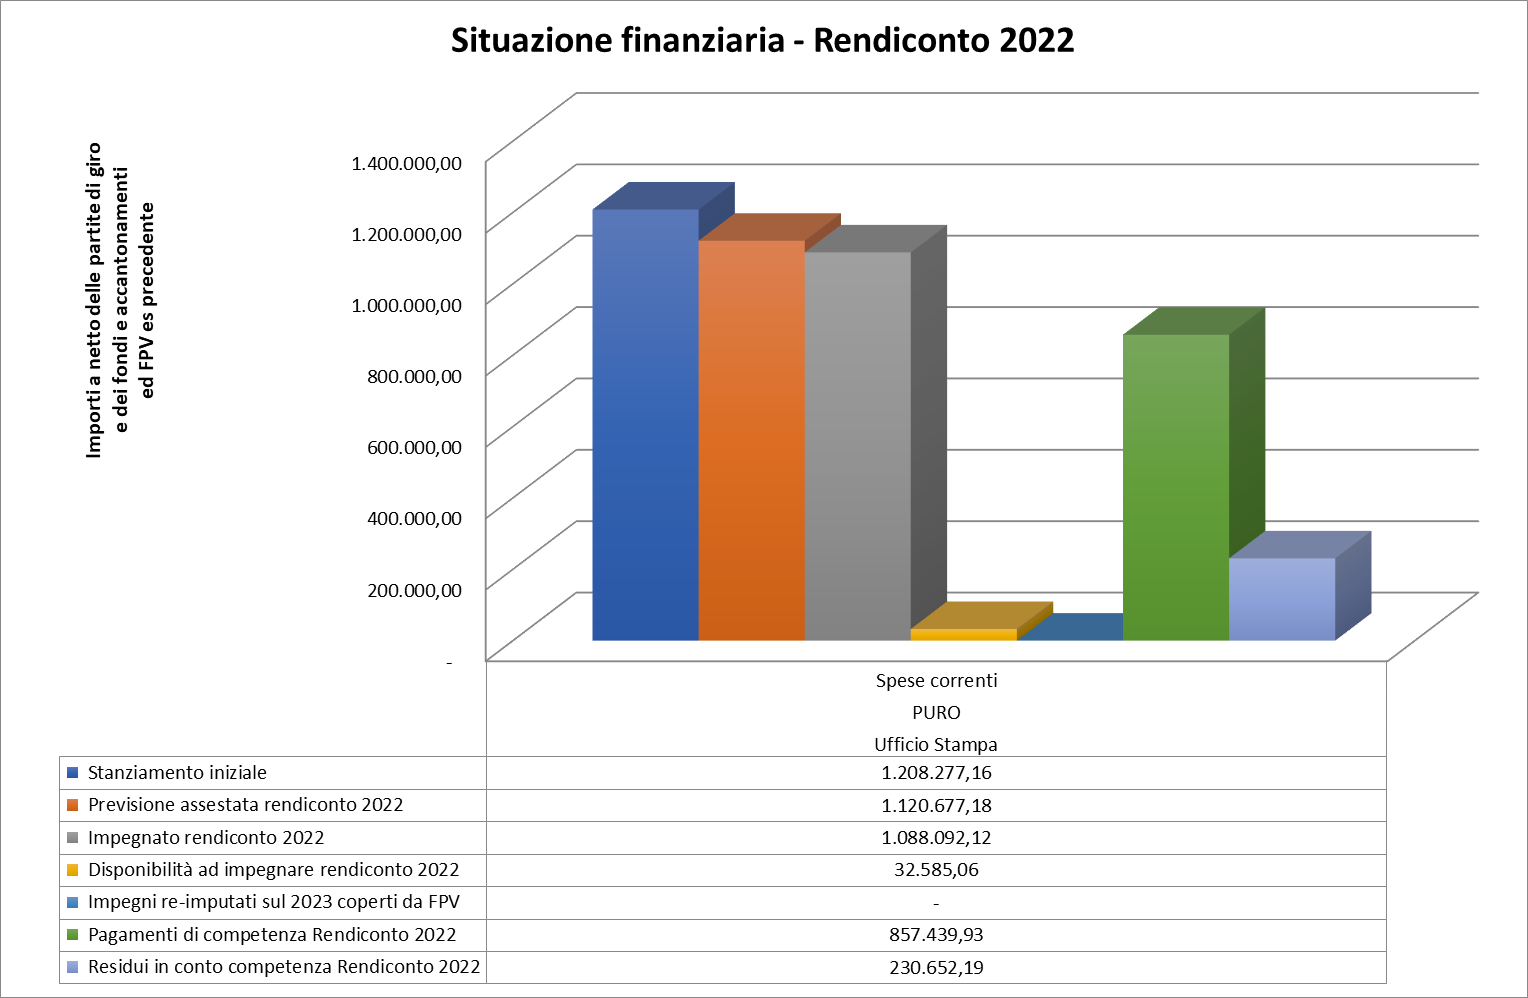 Situazione finanziaria - Rendiconto 2022
Importi a netto delle partite di giro
e dei fondi e accantonamenti
ed FPV es precedente
1.400.000,00
1.200.000,00
1.000.000,00
800.000,00
600.000,00
400.000,00
200.000,00
-
Spese correnti
PURO
Ufficio Stampa
Stanziamento iniziale 1.208.277,16
Previsione assestata rendiconto 2022 1.120.677,18
Impegnato rendiconto 2022 1.088.092,12
Disponibilità ad impegnare rendiconto 2022 32.585,06
Impegni re-imputati sul 2023 coperti da FPV -
Pagamenti di competenza Rendiconto 2022 857.439,93
Residui in conto competenza Rendiconto 2022 230.652,19